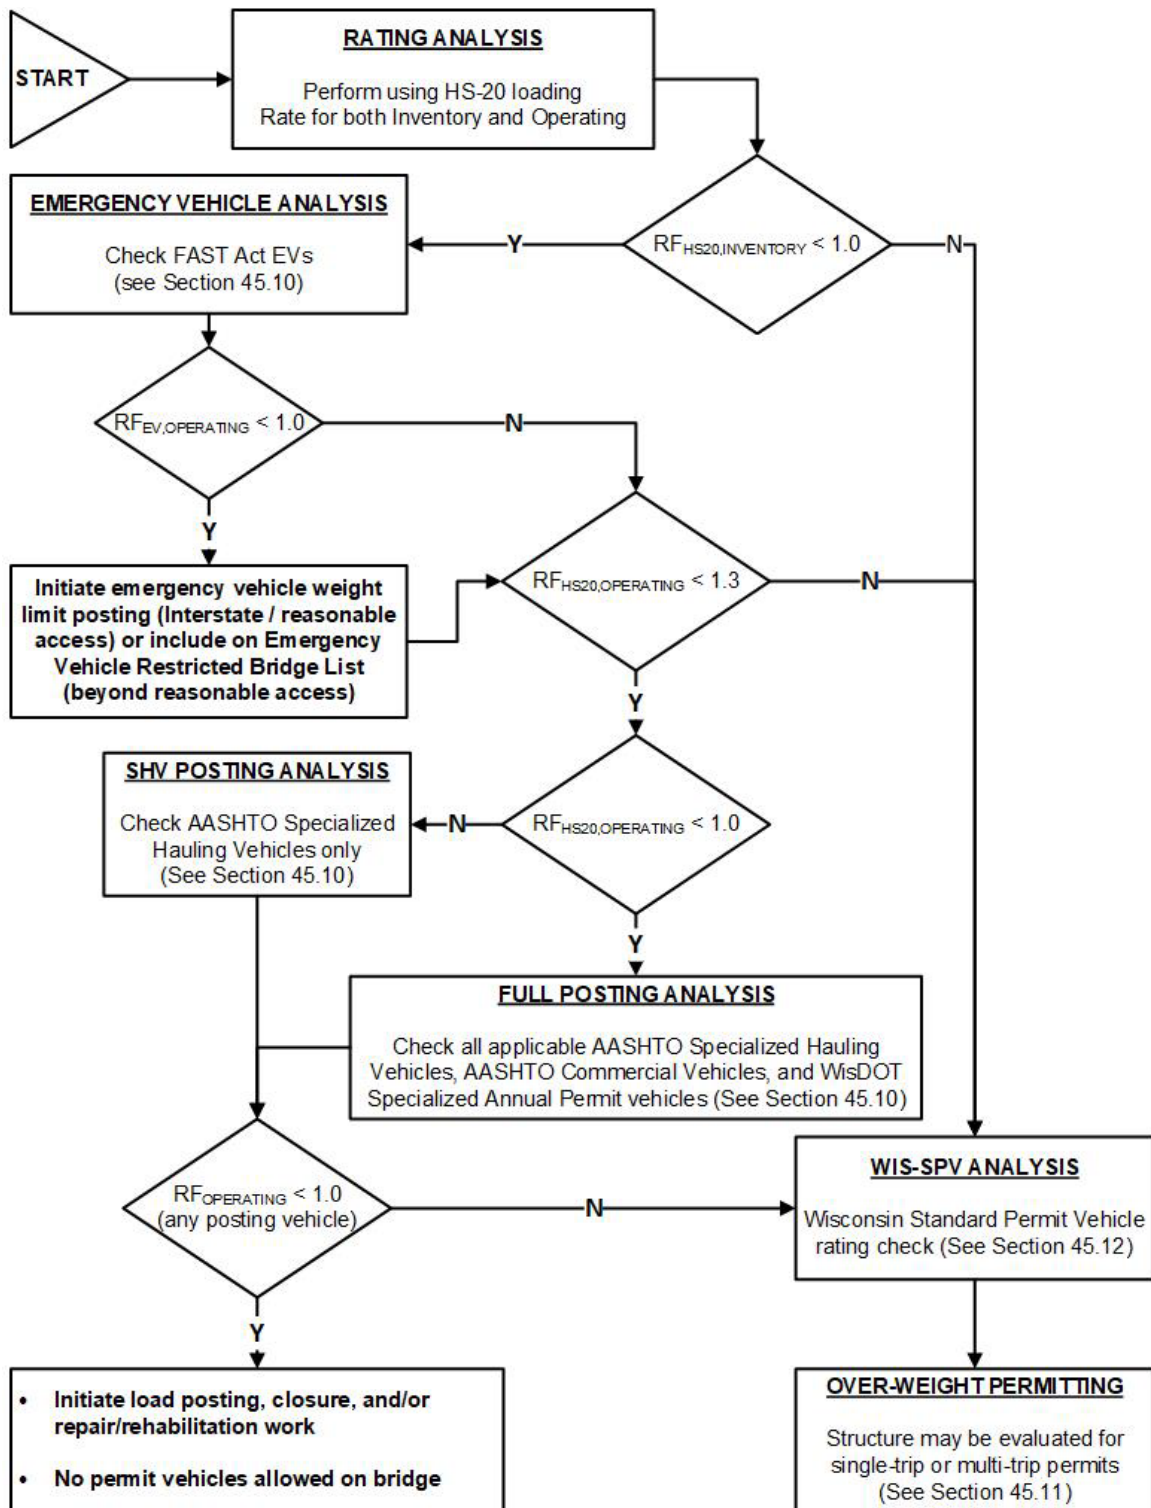 START
RATING ANALYSIS
Perform using HS-20 loading
Rate for both Inventory and Operating
EMERGENCY VEHICLE ANALYSIS
Check FAST Act EVs
(see Section 45.10)
Y
RFHS20,INVENTORY < 1.0
N
RFEV,OPERATING < 1.0
N
Y
Initiate emergency vehicle weight
limit posting (Interstate / reasonable
access) or include on Emergency
Vehicle Restricted Bridge List
(beyond reasonable access)
RFHS20,OPERATING < 1.3
N
Y
SHV POSTING ANALYSIS
Check AASHTO Specialized
Hauling Vehicles only
(See Section 45.10)
N
RFHS20,OPERATING < 1.0
Y
FULL POSTING ANALYSIS
Check all applicable AASHTO Specialized Hauling
Vehicles, AASHTO Commercial Vehicles, and WisDOT
Specialized Annual Permit vehicles (See Section 45.10)
RFOPERATING < 1.0
(any posting vehicle)
N
WIS-SPV ANALYSIS
Wisconsin Standard Permit Vehicle
rating check (See Section 45.12)
Y
• Initiate load posting, closure, and/or
repair/rehabilitation work
• No permit vehicles allowed on bridge
OVER-WEIGHT PERMITTING
Structure may be evaluated for
single-trip or multi-trip permits
(See Section 45.11)